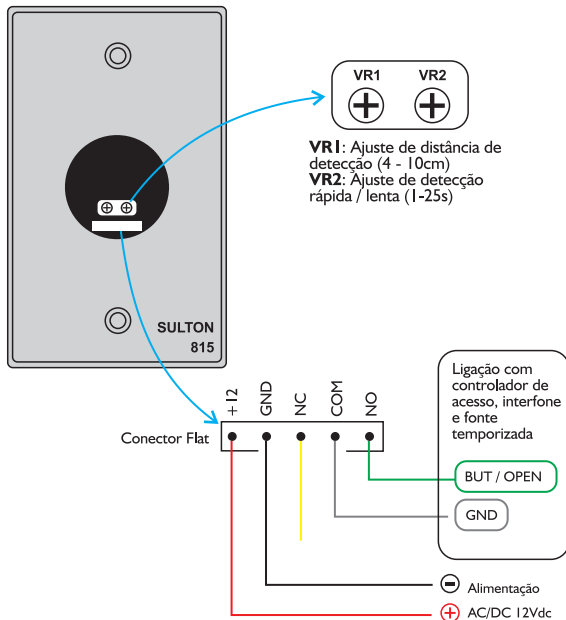 VR1 VR2
VR1: Ajuste de distância de
detecção (4 - 10cm)
VR2: Ajuste de detecção
rápida / lenta (1-25s)
SULTON
815
+12 GND NC COM NO
Conector Flat
Ligação com
controlador de
acesso, interfone
e fonte
temporizada
BUT / OPEN
GND
Alimentação
AC/DC 12Vdc